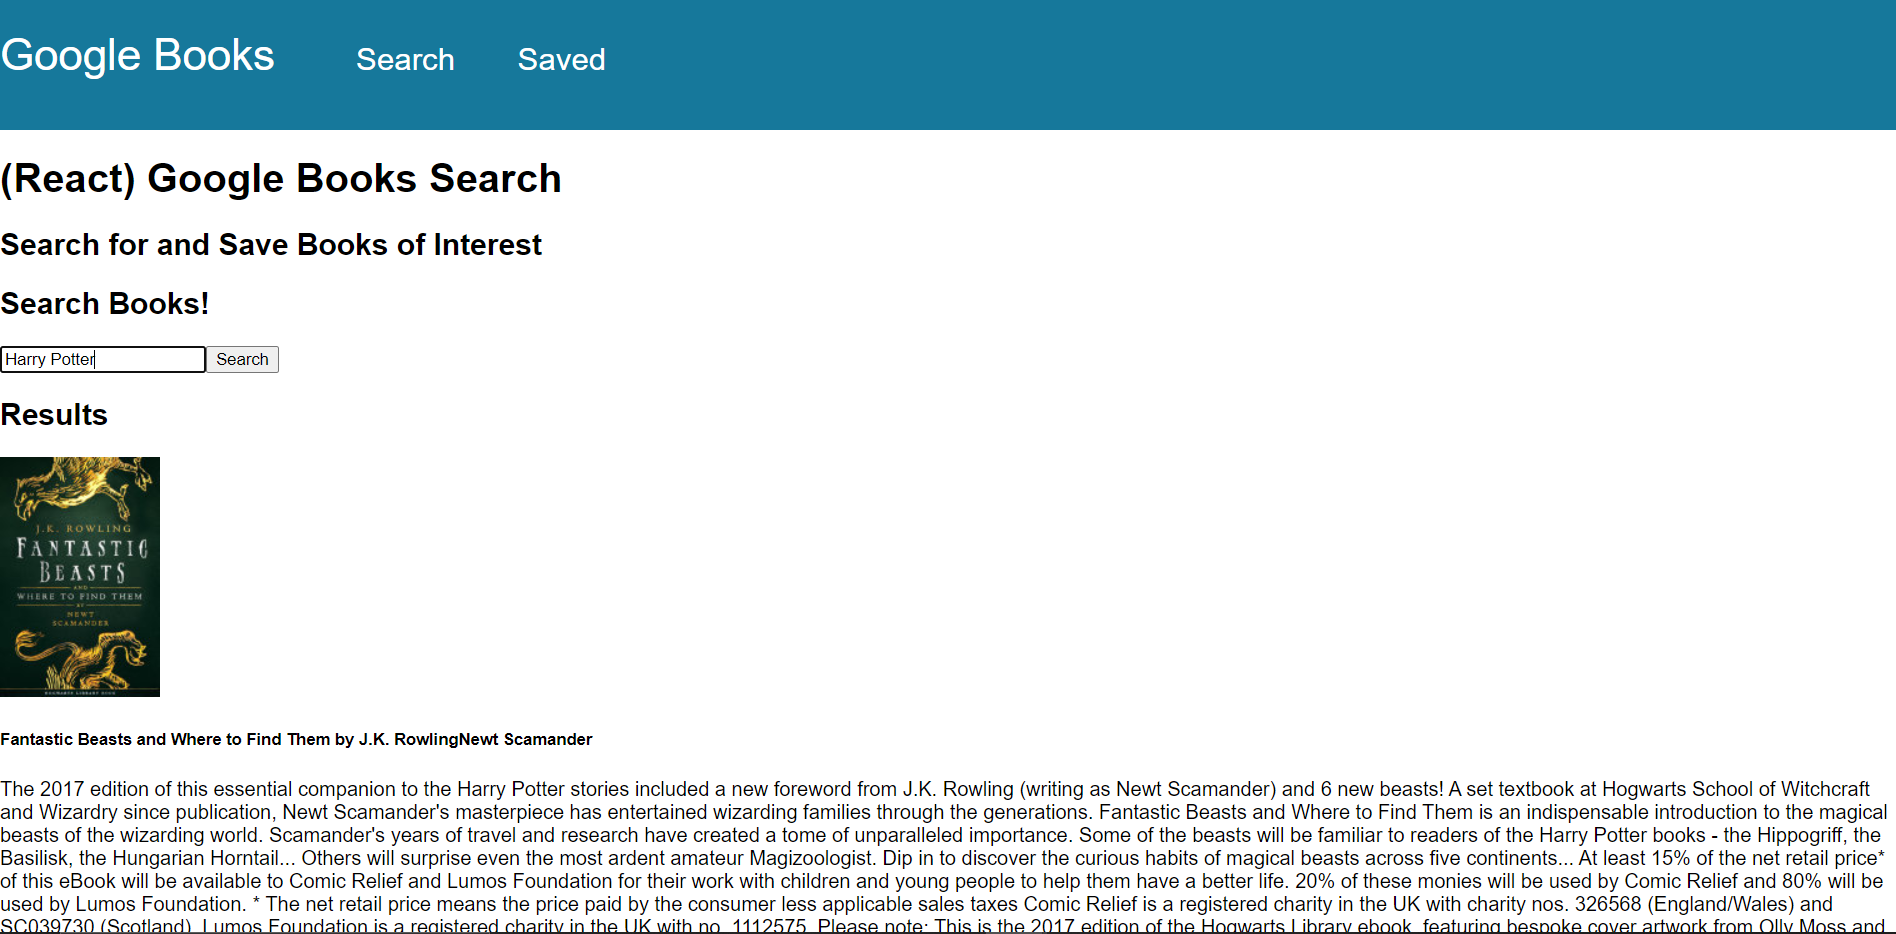 Google Books Search Saved
(React) Google Books Search
Search for and Save Books of Interest
Search Books!
Harry Potter Search
Results
J.K. ROWLING
FANTASTIC
BEASTS
AND
WHERE TO FIND THEM
BY
NEWT
SCAMANDER
HOGWARTS LIBRARY BOOK
Fantastic Beasts and Where to Find Them by J.K. RowlingNewt Scamander
The 2017 edition of this essential companion to the Harry Potter stories included a new foreword from J.K. Rowling (writing as Newt Scamander) and 6 new beasts! A set textbook at Hogwarts School of Witchcraft
and Wizardry since publication, Newt Scamander's masterpiece has entertained wizarding families through the generations. Fantastic Beasts and Where to Find Them is an indispensable introduction to the magical
beasts of the wizarding world. Scamander's years of travel and research have created a tome of unparalleled importance. Some of the beasts will be familiar to readers of the Harry Potter books - the Hippogriff, the
Basilisk, the Hungarian Horntail... Others will surprise even the most ardent amateur Magizoologist. Dip in to discover the curious habits of magical beasts across five continents... At least 15% of the net retail price*
of this eBook will be available to Comic Relief and Lumos Foundation for their work with children and young people to help them have a better life. 20% of these monies will be used by Comic Relief and 80% will be
used by Lumos Foundation. * The net retail price means the price paid by the consumer less applicable sales taxes Comic Relief is a registered charity in the UK with charity nos. 326568 (England/Wales) and
SC039730 (Scotland). Lumos Foundation is a registered charity in the UK with no. 1112575. Please note: This is the 2017 edition of the Hogwarts Library ebook, featuring bespoke cover artwork from Olly Moss and